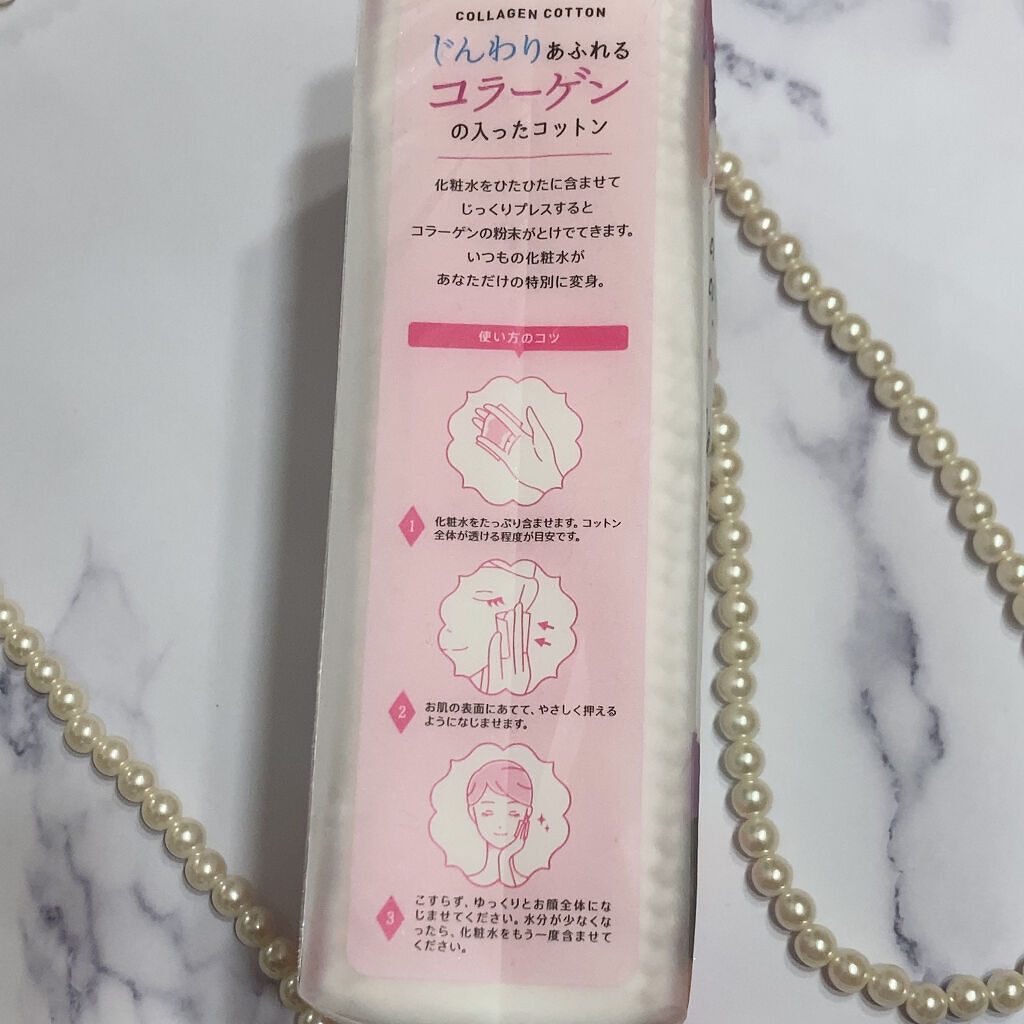 COLLAGEN COTTON
じんわりあふれる
コラーゲン
の入ったコットン
化粧水をひたひたに含ませて
じっくりプレスすると
コラーゲンの粉末がとけでてきます。
いつもの化粧水が
あなただけの特別に変身。
使い方のコツ
1 化粧水をたっぷり含ませます。コットン
全体が透ける程度が目安です。
2 お肌の表面にあてて、やさしく押える
ようになじませます。
3 こすらず、ゆっくりとお顔全体にな
じませてください。水分が少なくな
ったら、化粧水をもう一度含ませて
ください。